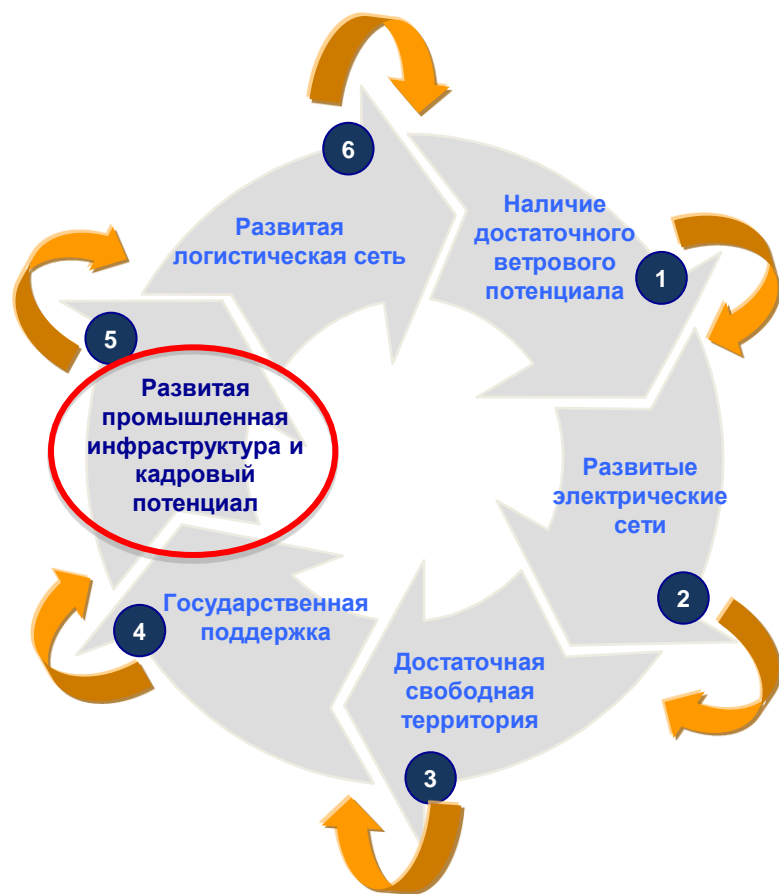 1
Наличие
достаточного
ветрового
потенциала
2
Развитые
электрические
сети
3
Достаточная
свободная
территория
4
Государственная
поддержка
5
Развитая
промышленная
инфраструктура и
кадровый
потенциал
6
Развитая
логистическая сеть